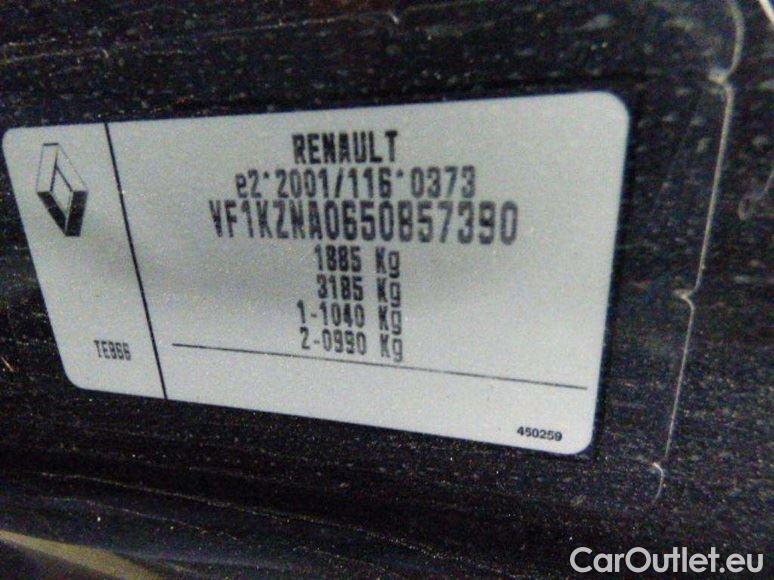 RENAULT
e2*2001/116*0373
VF1KZNA0650857390
1885 Kg
3185 Kg
1-1040 Kg
2-0990 Kg
TE966
450259
CarOutlet.eu